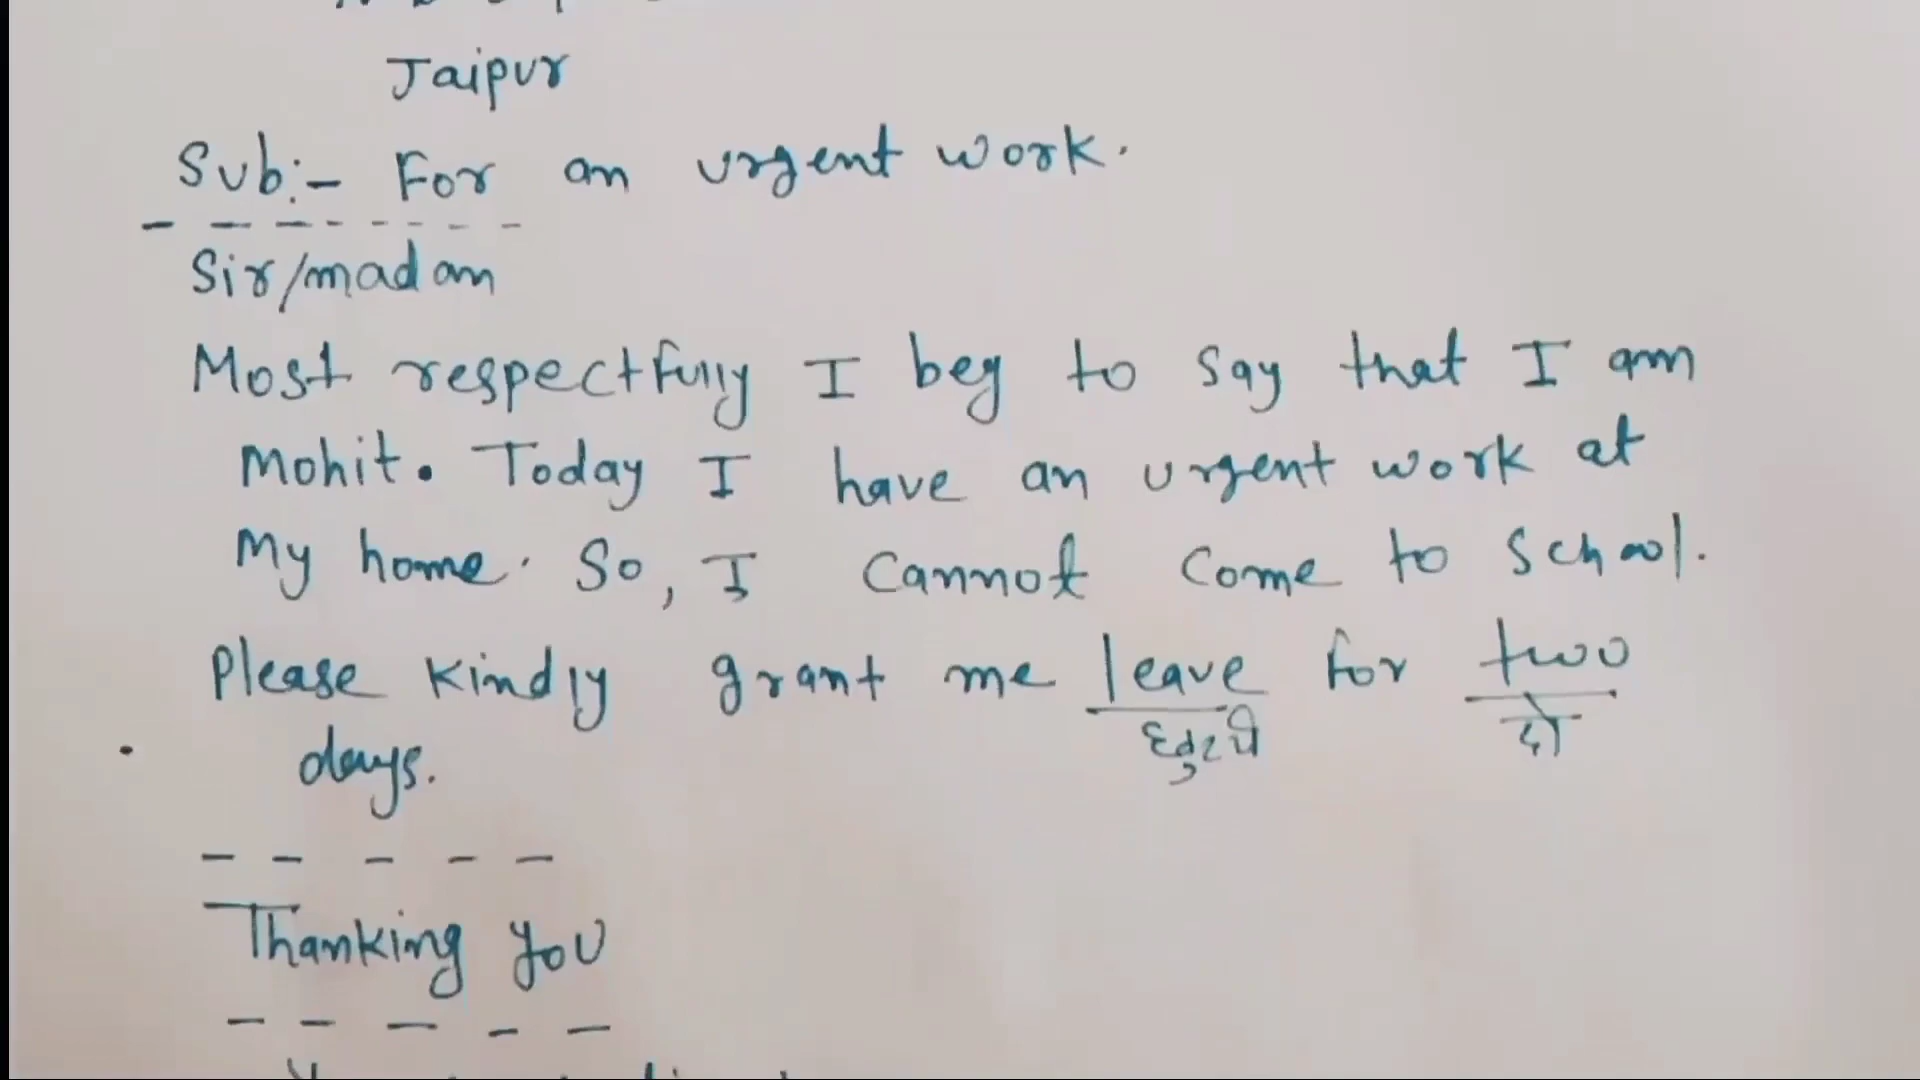 Jaipur
Sub:- For an urgent work.
Sir/madam
Most respectfully I beg to say that I am
Mohit. Today I have an urgent work at
My home. So, I cannot come to school.
Please kindly grant me leave for two
छुट्टी दो
days.
Thanking you